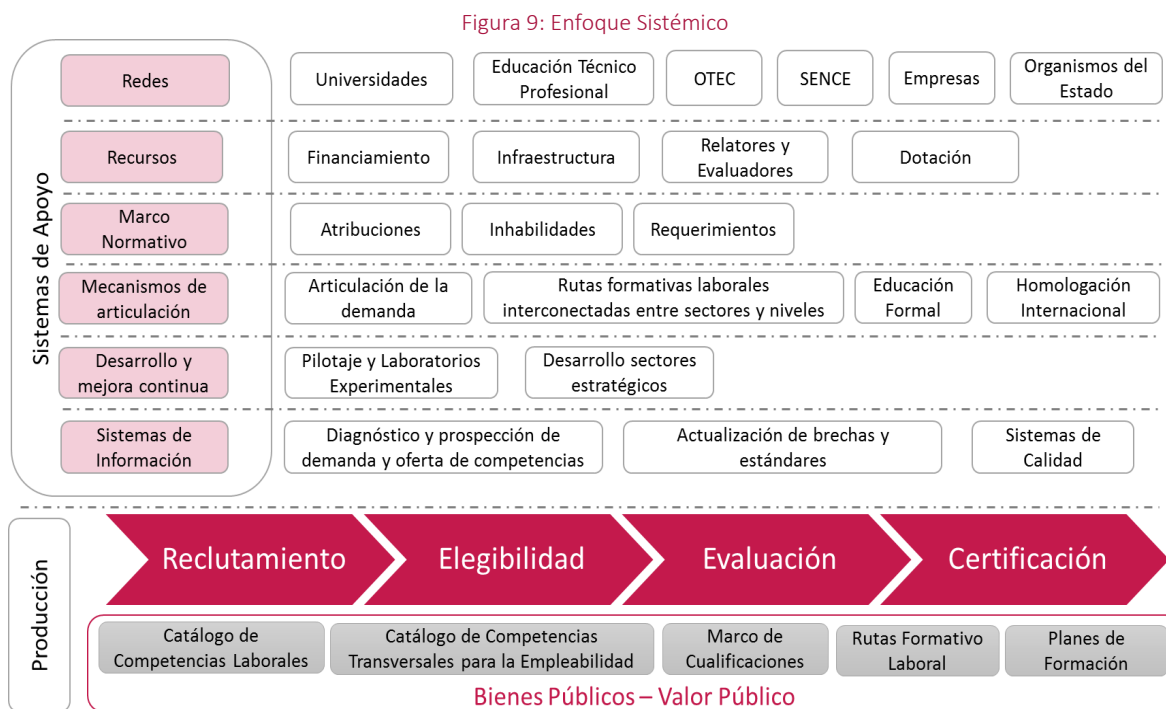 Figura 9: Enfoque Sistémico
Sistemas de Apoyo
Redes
Universidades
Educación Técnico
Profesional
OTEC
SENCE
Empresas
Organismos del
Estado
Recursos
Financiamiento
Infraestructura
Relatores y
Evaluadores
Dotación
Marco
Normativo
Atribuciones
Inhabilidades
Requerimientos
Mecanismos de
articulación
Articulación de la
demanda
Rutas formativas laborales
interconectadas entre sectores y niveles
Educación
Formal
Homologación
Internacional
Desarrollo y
mejora continua
Pilotaje y Laboratorios
Experimentales
Desarrollo sectores
estratégicos
Sistemas de
Información
Diagnóstico y prospección de
demanda y oferta de competencias
Actualización de brechas y
estándares
Sistemas de
Calidad
Producción
Reclutamiento
Elegibilidad
Evaluación
Certificación
Catálogo de
Competencias Laborales
Catálogo de Competencias
Transversales para la Empleabilidad
Marco de
Cualificaciones
Rutas Formativo
Laboral
Planes de
Formación
Bienes Públicos – Valor Público